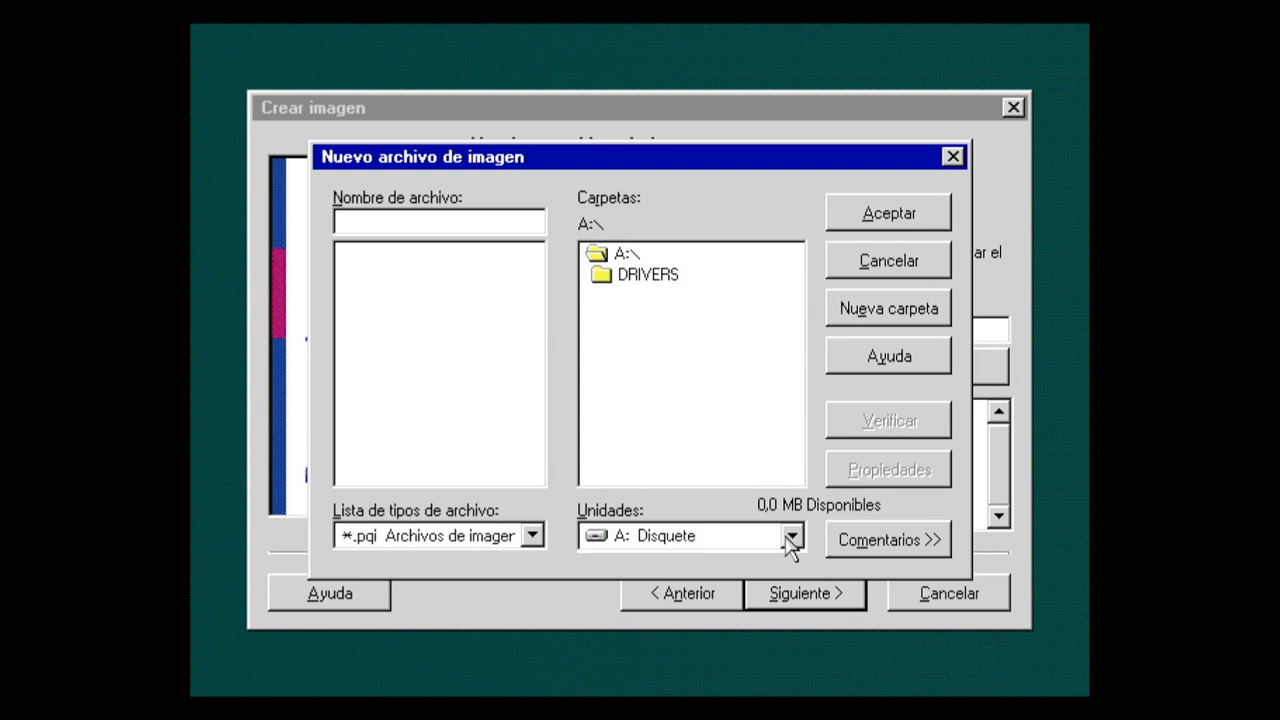 Crear imagen
Nuevo archivo de imagen
Nombre de archivo:
Carpetas:
A:\
A:\
DRIVERS
Aceptar
Cancelar
Nueva carpeta
Ayuda
Verificar
Propiedades
ar el
Lista de tipos de archivo:
*.pqi Archivos de imager
Unidades:
0,0 MB Disponibles
A: Disquete
Comentarios >>
Ayuda
< Anterior
Siguiente >
Cancelar